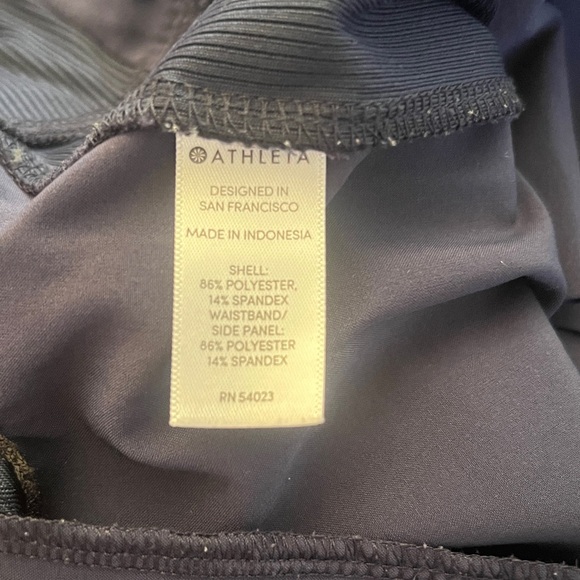 ATHLETA
DESIGNED IN
SAN FRANCISCO
MADE IN INDONESIA
SHELL:
86% POLYESTER,
14% SPANDEX
WAISTBAND/
SIDE PANEL:
86% POLYESTER
14% SPANDEX
RN 54023